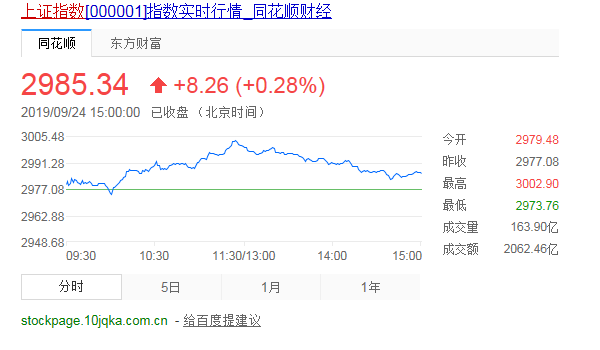 上证指数[000001]指数实时行情_同花顺财经
同花顺 东方财富
2985.34 +8.26 (+0.28%)
2019/09/24 15:00:00 已收盘 （北京时间）
3005.48
2991.28
2977.08
2962.88
2948.68
09:30 10:30 11:30/13:00 14:00 15:00
今开 2979.48
昨收 2977.08
最高 3002.90
最低 2973.76
成交量 163.90亿
成交额 2062.46亿
分时 5日 1月 1年
stockpage.10jqka.com.cn - 给百度提建议